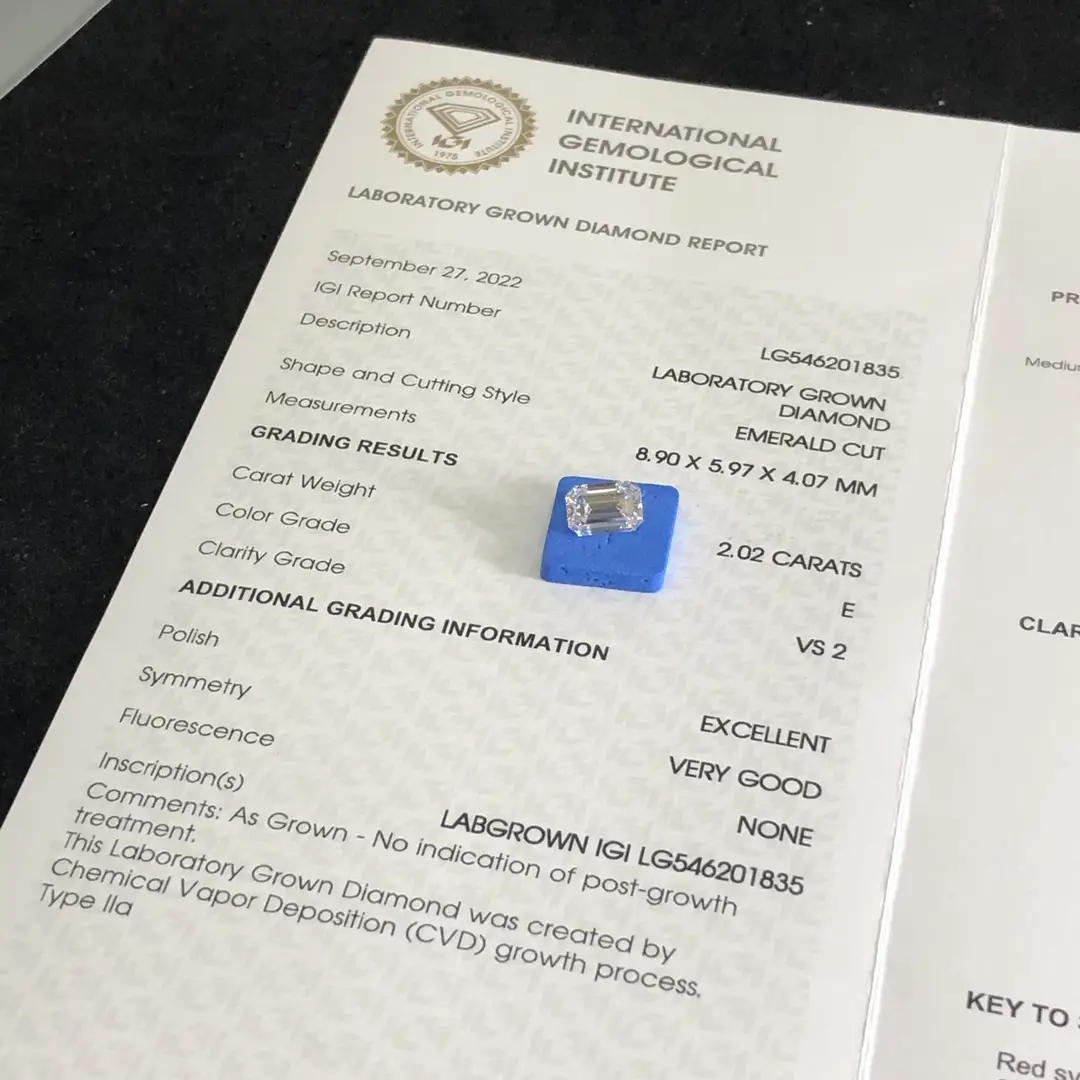 INTERNATIONAL GEMOLOGICAL INSTITUTE
IGI
1975
INTERNATIONAL
GEMOLOGICAL
INSTITUTE
LABORATORY GROWN DIAMOND REPORT
September 27, 2022
IGI Report Number
LG546201835
Description
LABORATORY GROWN
DIAMOND
Shape and Cutting Style
EMERALD CUT
Measurements
8.90 X 5.97 X 4.07 MM
GRADING RESULTS
Carat Weight
2.02 CARATS
Color Grade
E
Clarity Grade
VS 2
ADDITIONAL GRADING INFORMATION
Polish
EXCELLENT
Symmetry
VERY GOOD
Fluorescence
NONE
Inscription(s)
LABGROWN IGI LG546201835
Comments: As Grown - No indication of post-growth
treatment.
This Laboratory Grown Diamond was created by
Chemical Vapor Deposition (CVD) growth process.
Type IIa
PR
Mediu
CLAR
KEY TO
Red sy